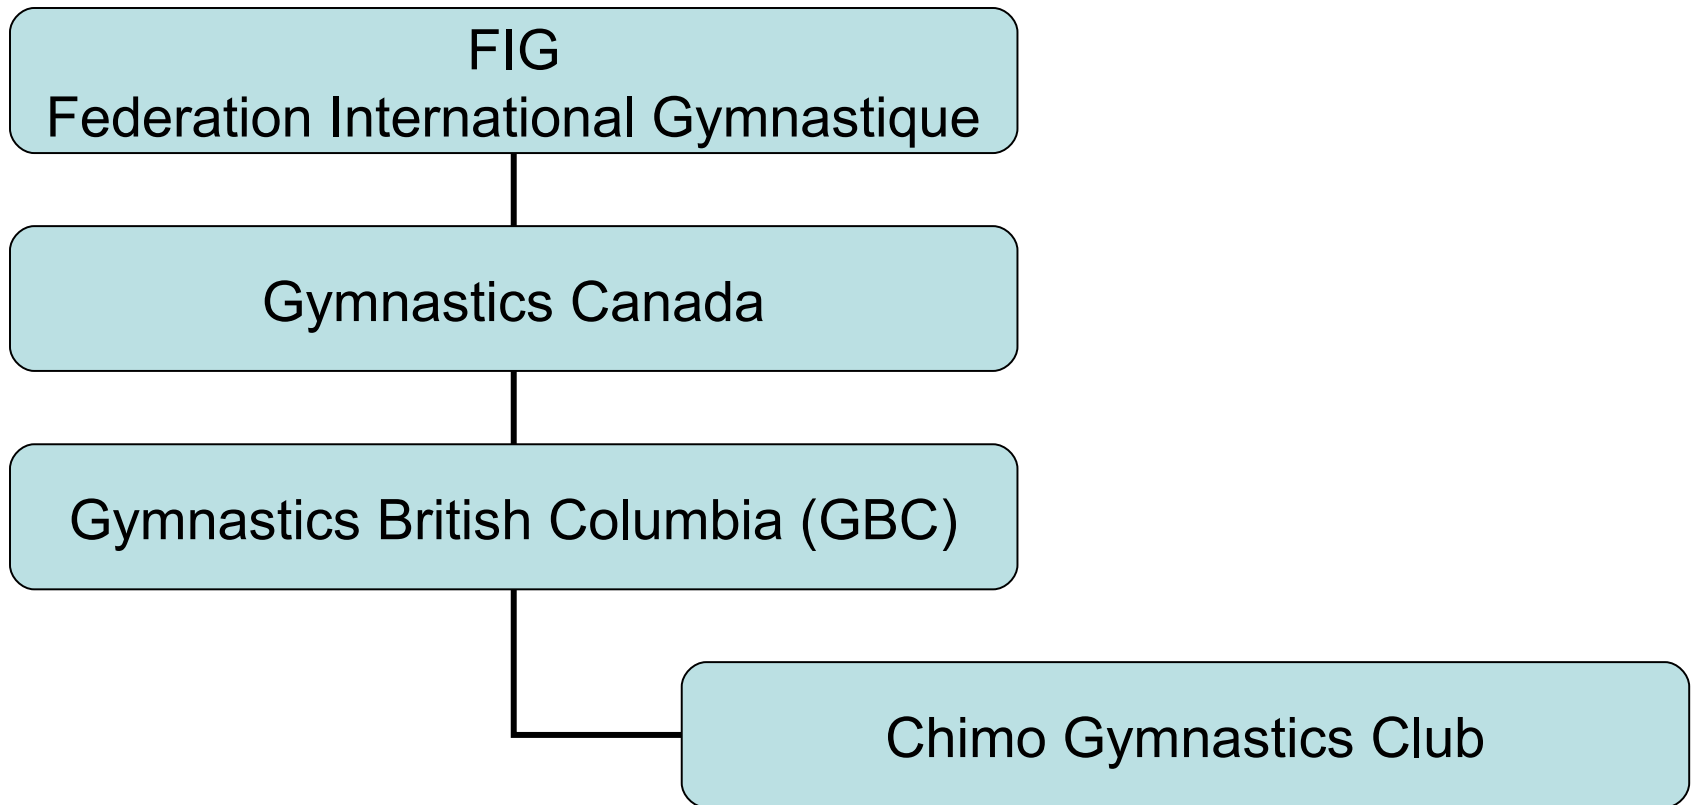 FIG
Federation International Gymnastique
Gymnastics Canada
Gymnastics British Columbia (GBC)
Chimo Gymnastics Club